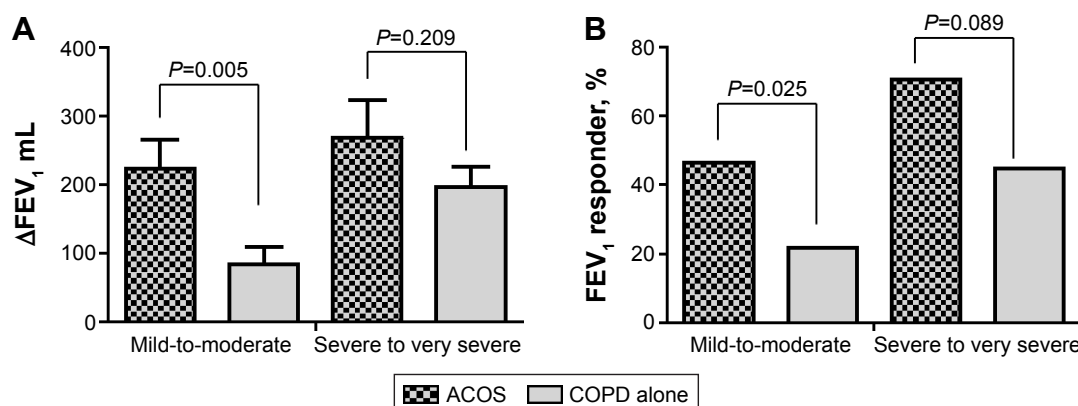 A
ΔFEV₁ mL
400
300
200
100
0
P=0.005
P=0.209
Mild-to-moderate
Severe to very severe
B
FEV₁ responder, %
80
60
40
20
0
P=0.025
P=0.089
Mild-to-moderate
Severe to very severe
ACOS
COPD alone